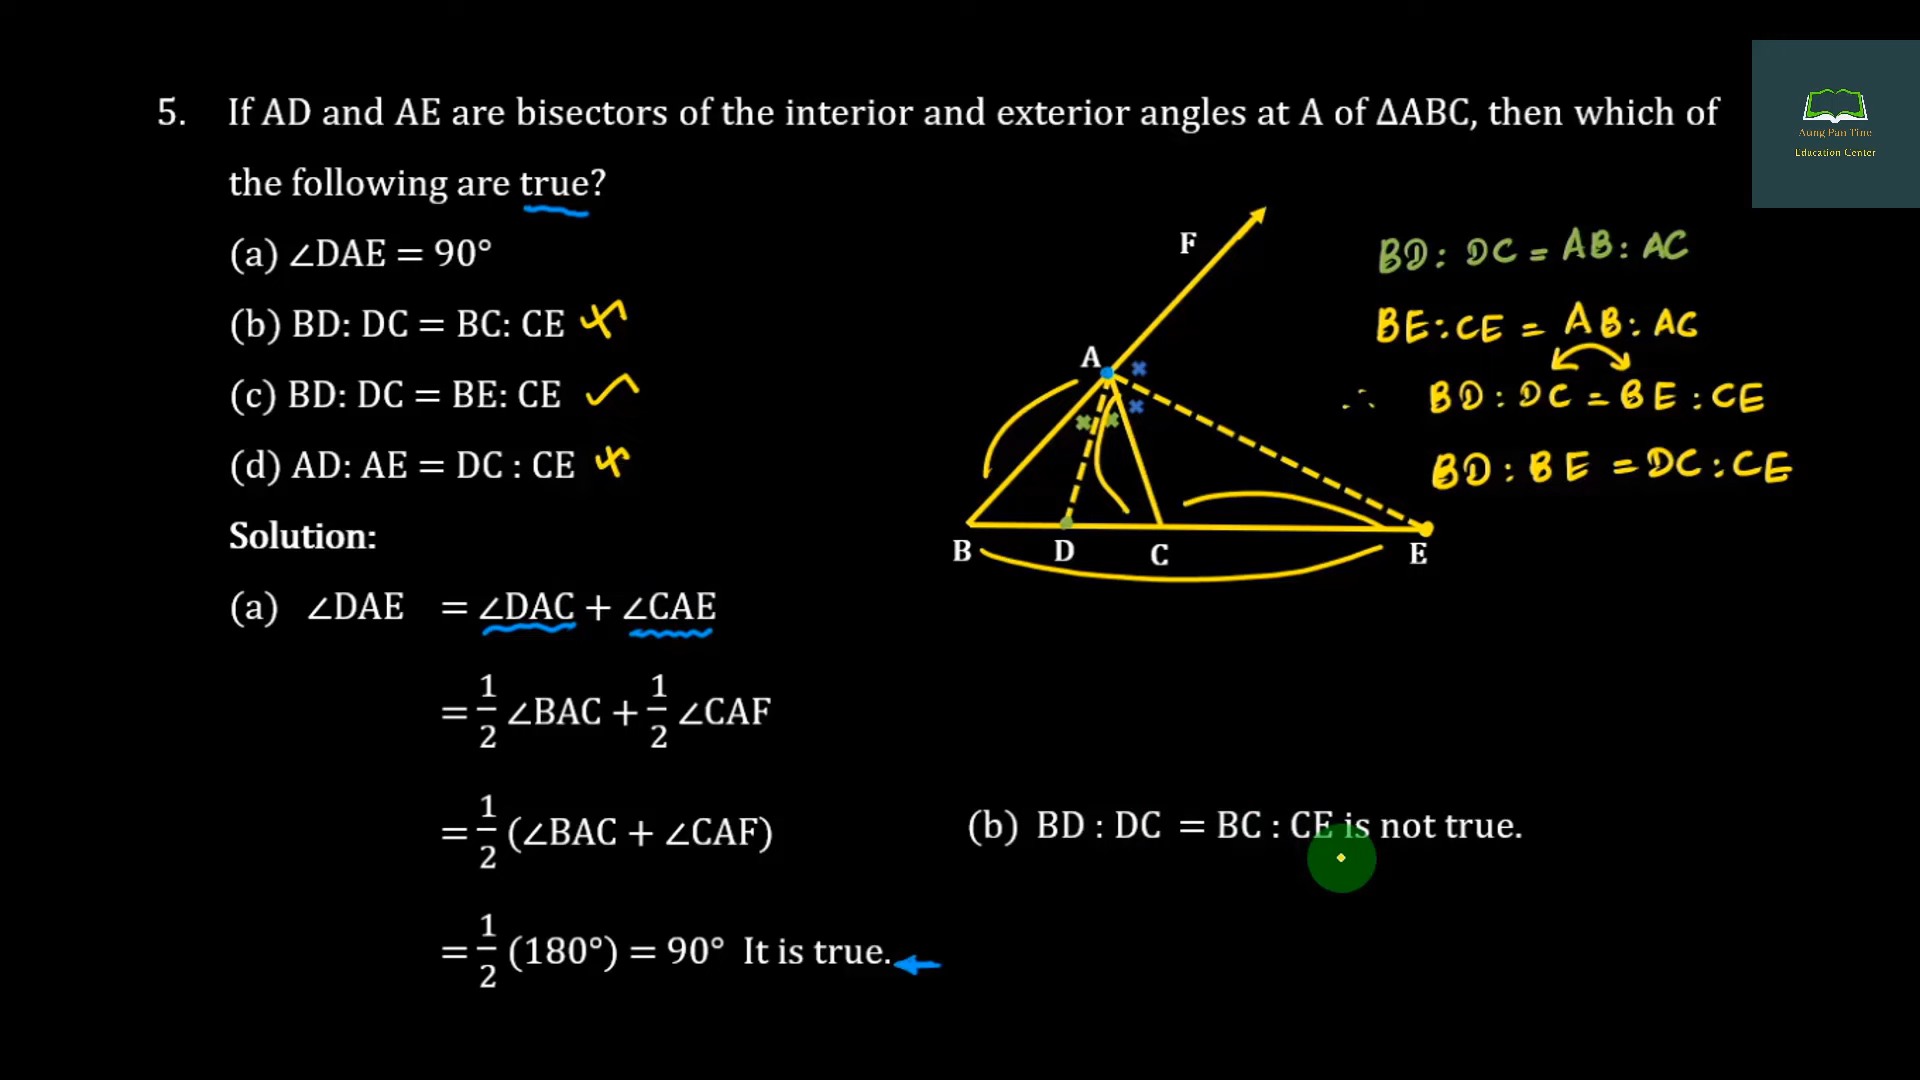 5. If AD and AE are bisectors of the interior and exterior angles at A of ΔABC, then which of
the following are true?
(a) ∠DAE = 90°
(b) BD: DC = BC: CE
(c) BD: DC = BE: CE
(d) AD: AE = DC : CE
Solution:
(a) ∠DAE = ∠DAC + ∠CAE
= 1/2 ∠BAC + 1/2 ∠CAF
= 1/2 (∠BAC + ∠CAF)
= 1/2 (180°) = 90° It is true.
F
A
B
D
C
E
BD : DC = AB : AC
BE : CE = AB : AC
∴ BD : DC = BE : CE
BD : BE = DC : CE
(b) BD : DC = BC : CE is not true.
Aung Pan Tine
Education Center